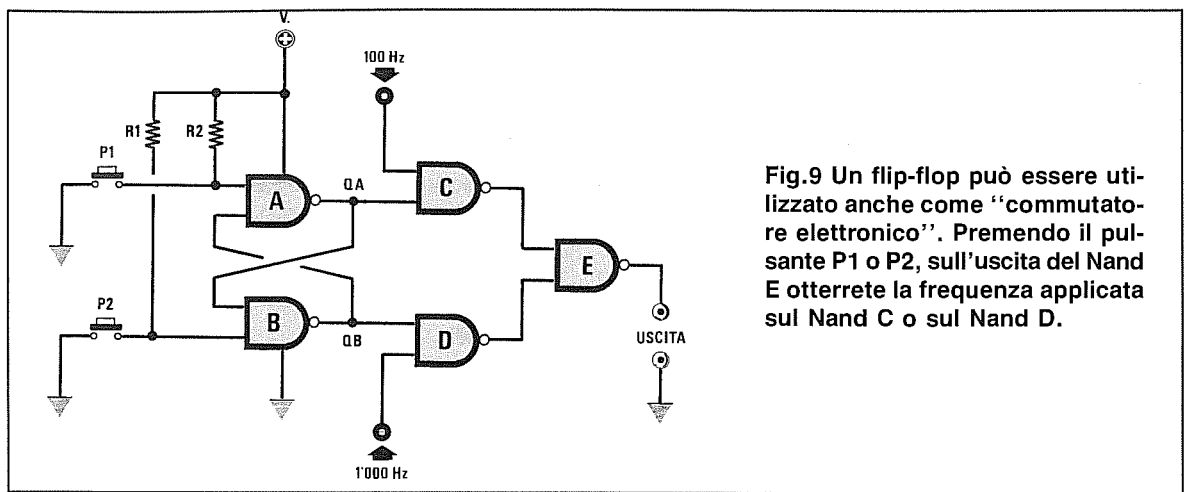 V.
100 Hz
R1
R2
P1
A
QA
C
E
P2
B
QB
D
USCITA
1'000 Hz
Fig.9 Un flip-flop può essere uti-
lizzato anche come ‘‘commutato-
re elettronico’’. Premendo il pul-
sante P1 o P2, sull'uscita del Nand
E otterrete la frequenza applicata
sul Nand C o sul Nand D.